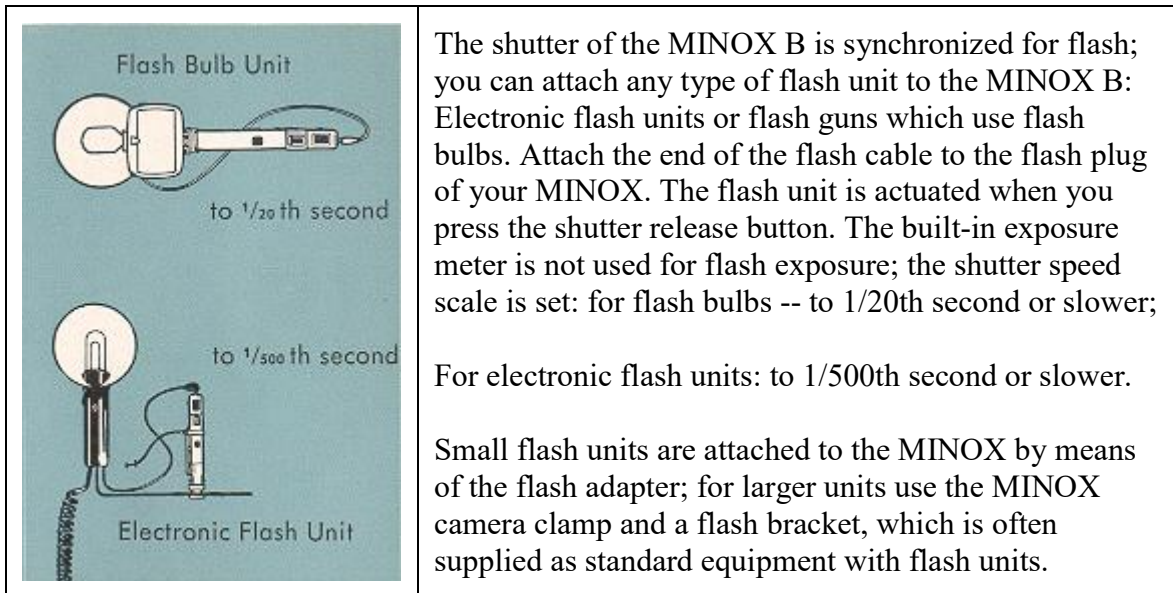 Flash Bulb Unit
to 1/20 th second
to 1/500 th second
Electronic Flash Unit
The shutter of the MINOX B is synchronized for flash;
you can attach any type of flash unit to the MINOX B:
Electronic flash units or flash guns which use flash
bulbs. Attach the end of the flash cable to the flash plug
of your MINOX. The flash unit is actuated when you
press the shutter release button. The built-in exposure
meter is not used for flash exposure; the shutter speed
scale is set: for flash bulbs -- to 1/20th second or slower;
For electronic flash units: to 1/500th second or slower.
Small flash units are attached to the MINOX by means
of the flash adapter; for larger units use the MINOX
camera clamp and a flash bracket, which is often
supplied as standard equipment with flash units.